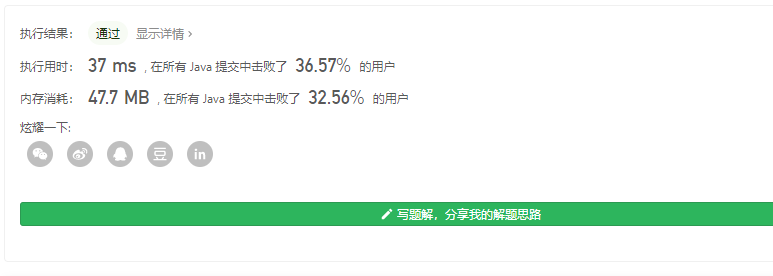 执行结果： 通过 显示详情 >
执行用时： 37 ms , 在所有 Java 提交中击败了 36.57% 的用户
内存消耗： 47.7 MB , 在所有 Java 提交中击败了 32.56% 的用户
炫耀一下:
豆 in
写题解，分享我的解题思路